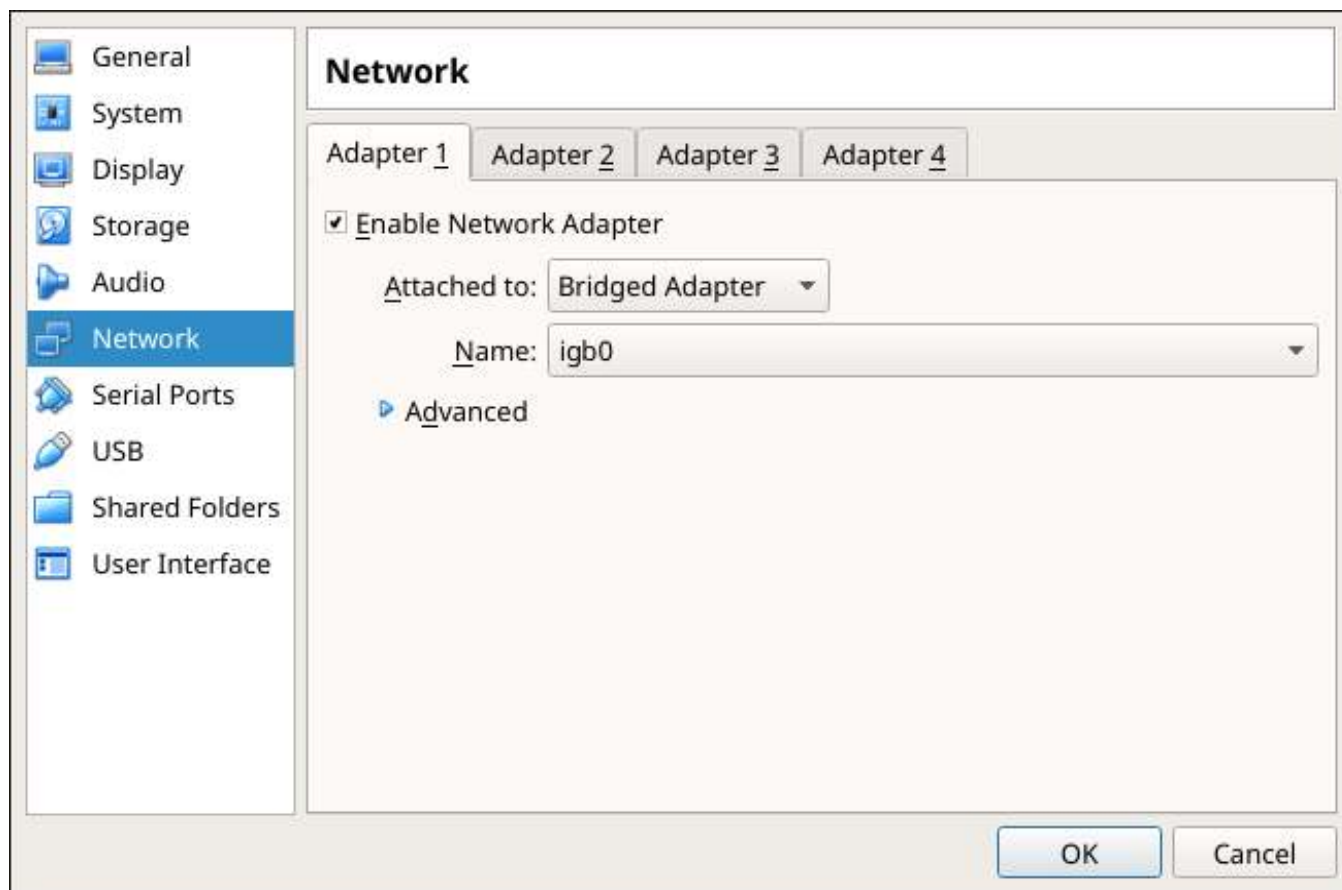 General
System
Display
Storage
Audio
Network
Serial Ports
USB
Shared Folders
User Interface
Network
Adapter 1 Adapter 2 Adapter 3 Adapter 4
Enable Network Adapter
Attached to: Bridged Adapter
Name: igb0
Advanced
OK Cancel